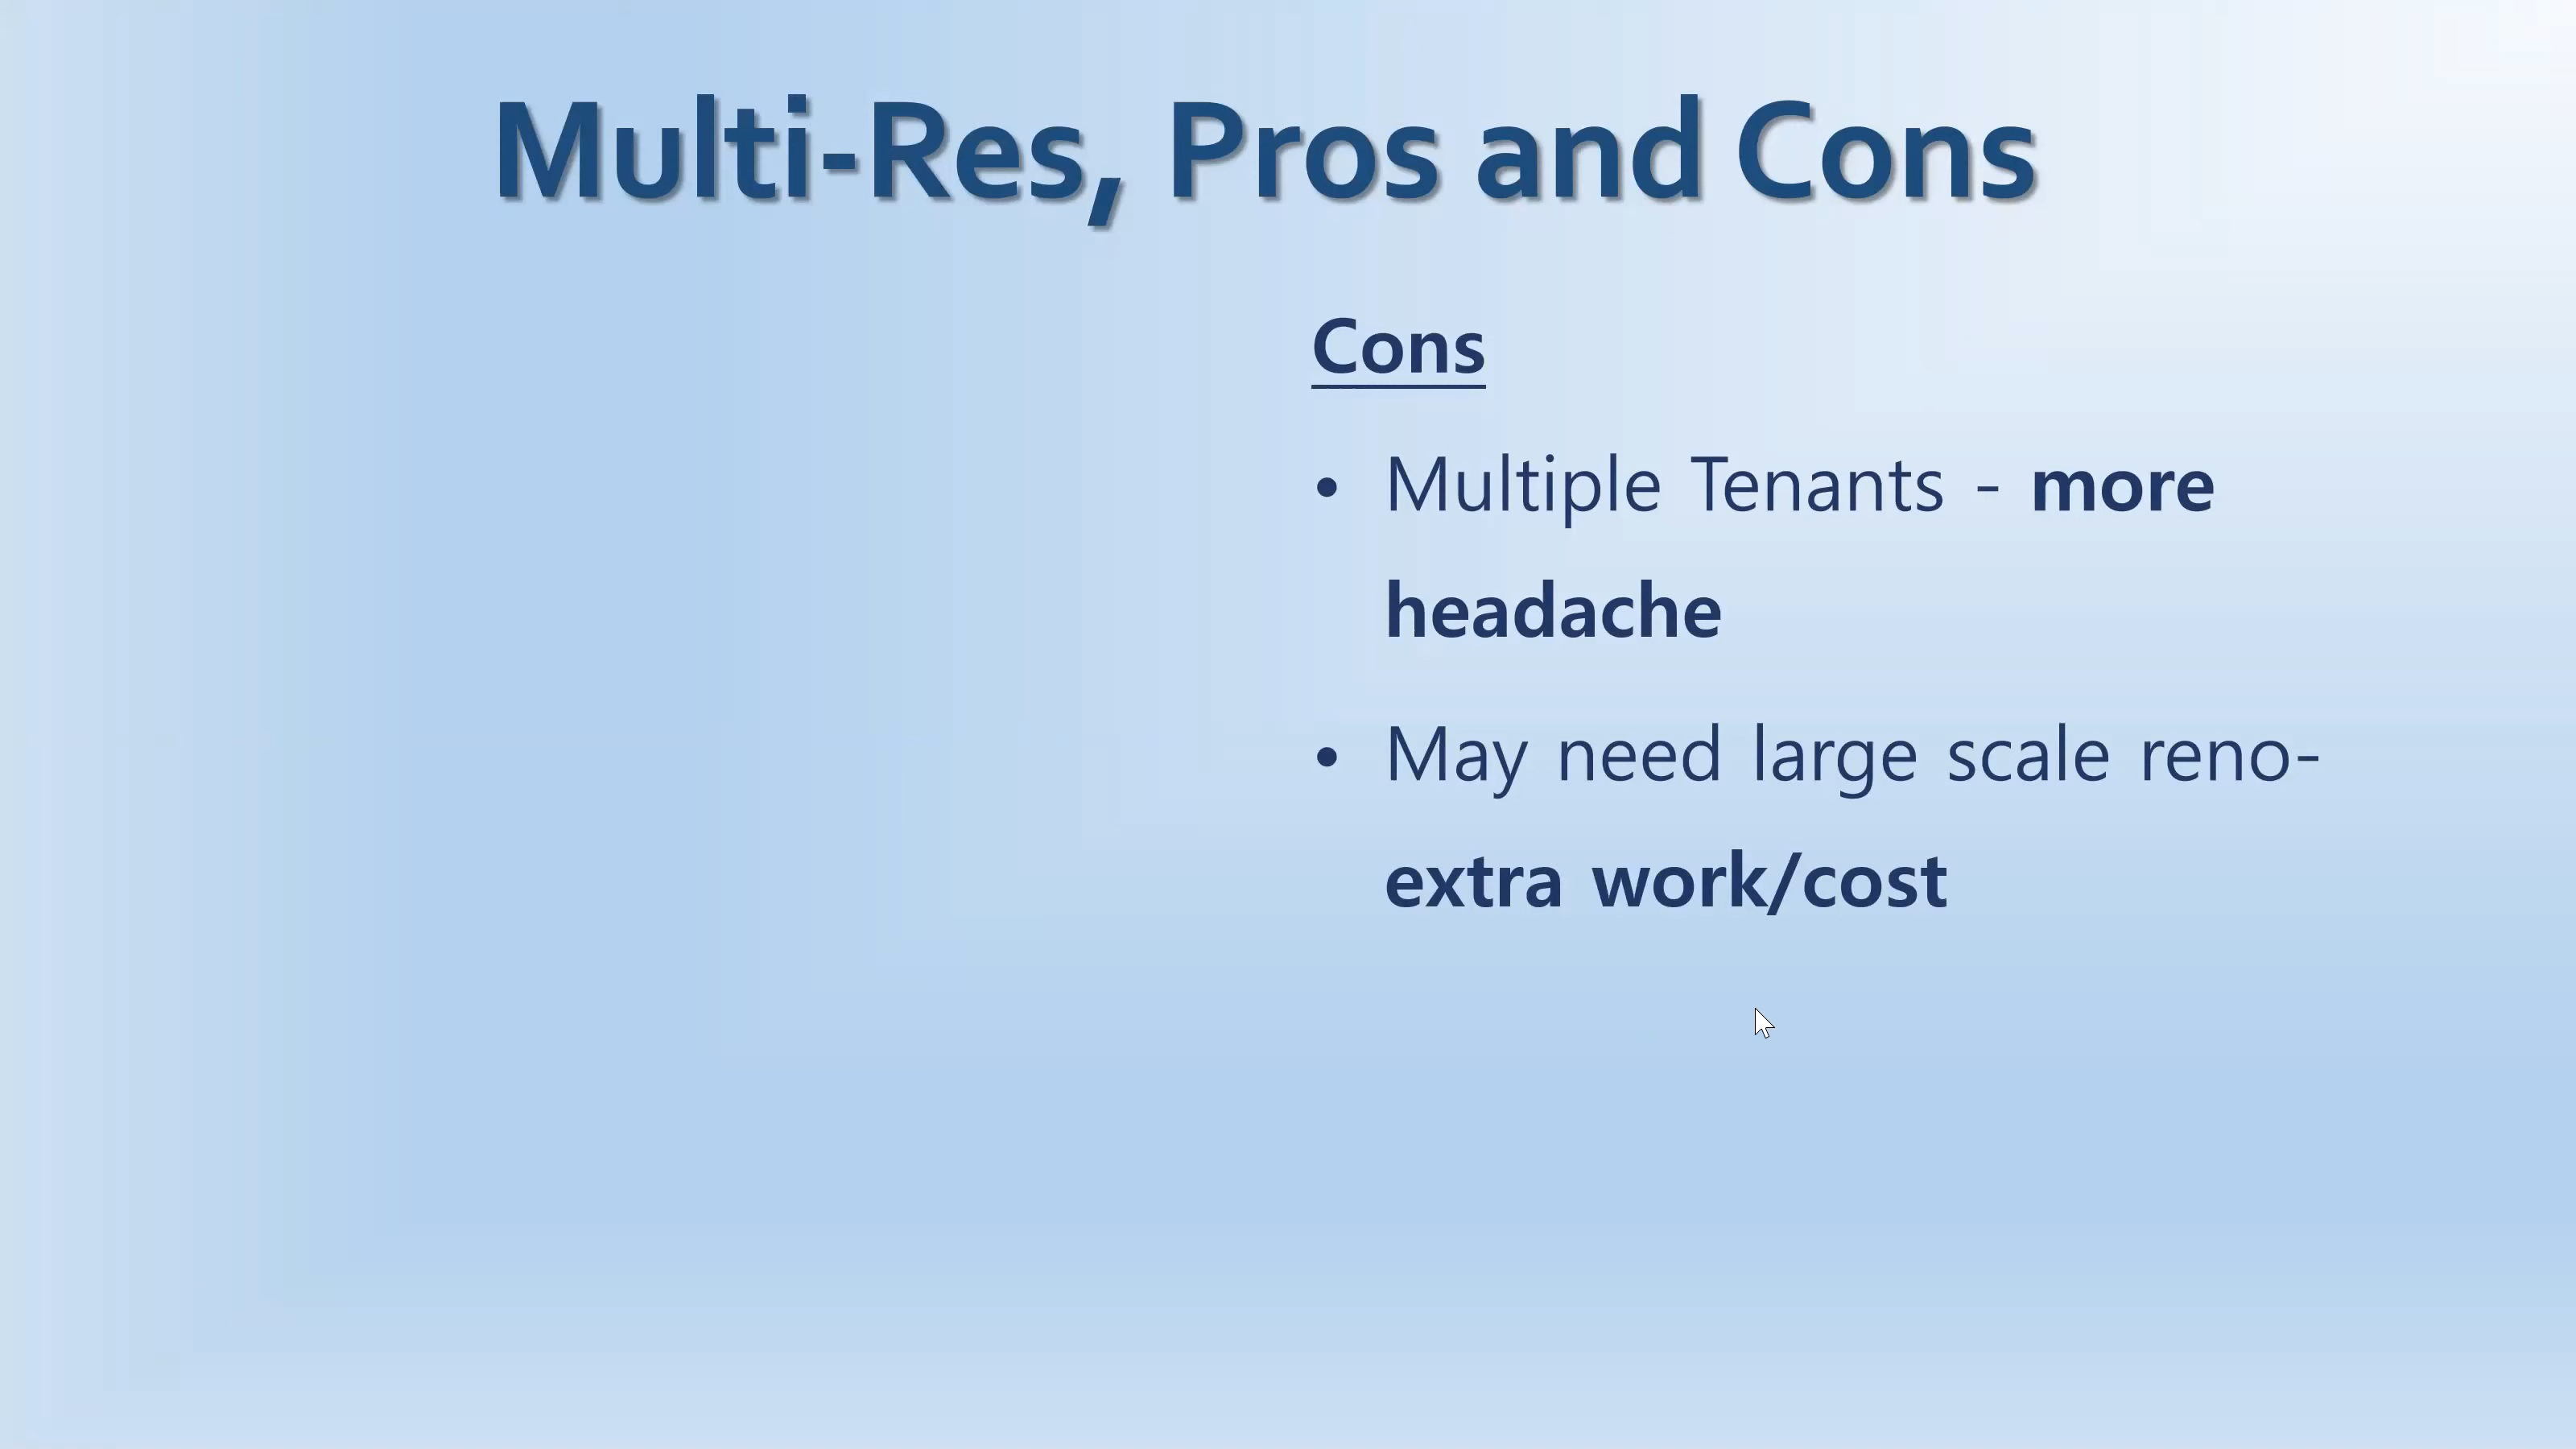 Multi-Res, Pros and Cons
Cons
• Multiple Tenants - more
headache
• May need large scale reno-
extra work/cost